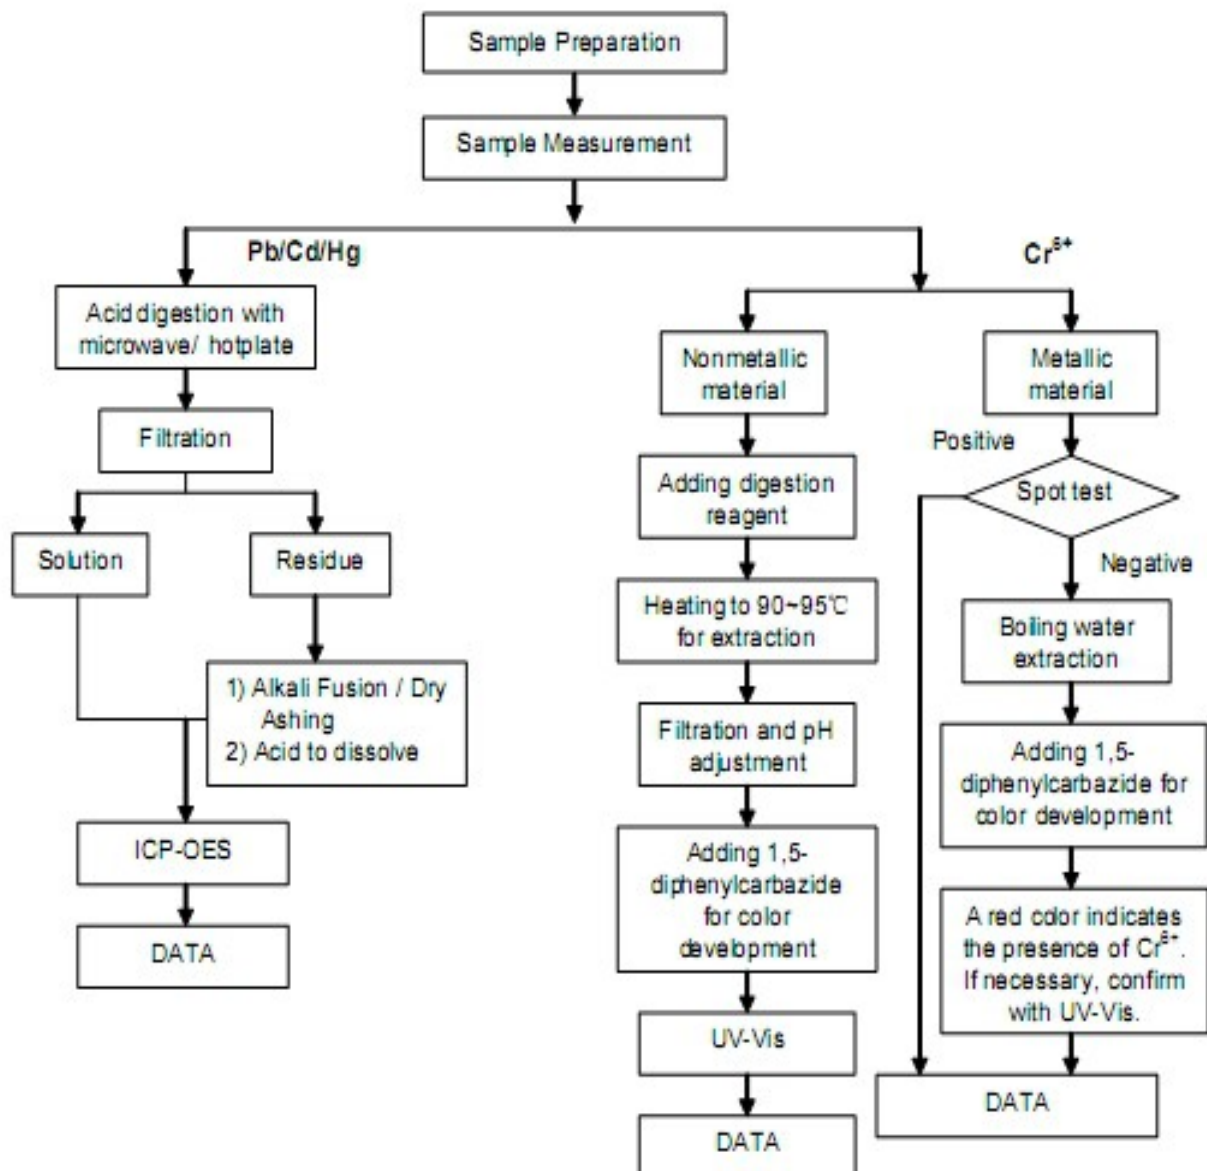 Sample Preparation
Sample Measurement
Pb/Cd/Hg
Cr⁶⁺
Acid digestion with
microwave/ hotplate
Filtration
Solution
Residue
1) Alkali Fusion / Dry
Ashing
2) Acid to dissolve
ICP-OES
DATA
Nonmetallic
material
Adding digestion
reagent
Heating to 90~95℃
for extraction
Filtration and pH
adjustment
Adding 1,5-
diphenylcarbazide
for color
development
UV-Vis
DATA
Metallic
material
Positive
Spot test
Negative
Boiling water
extraction
Adding 1,5-
diphenylcarbazide for
color development
A red color indicates
the presence of Cr⁶⁺.
If necessary, confirm
with UV-Vis.
DATA